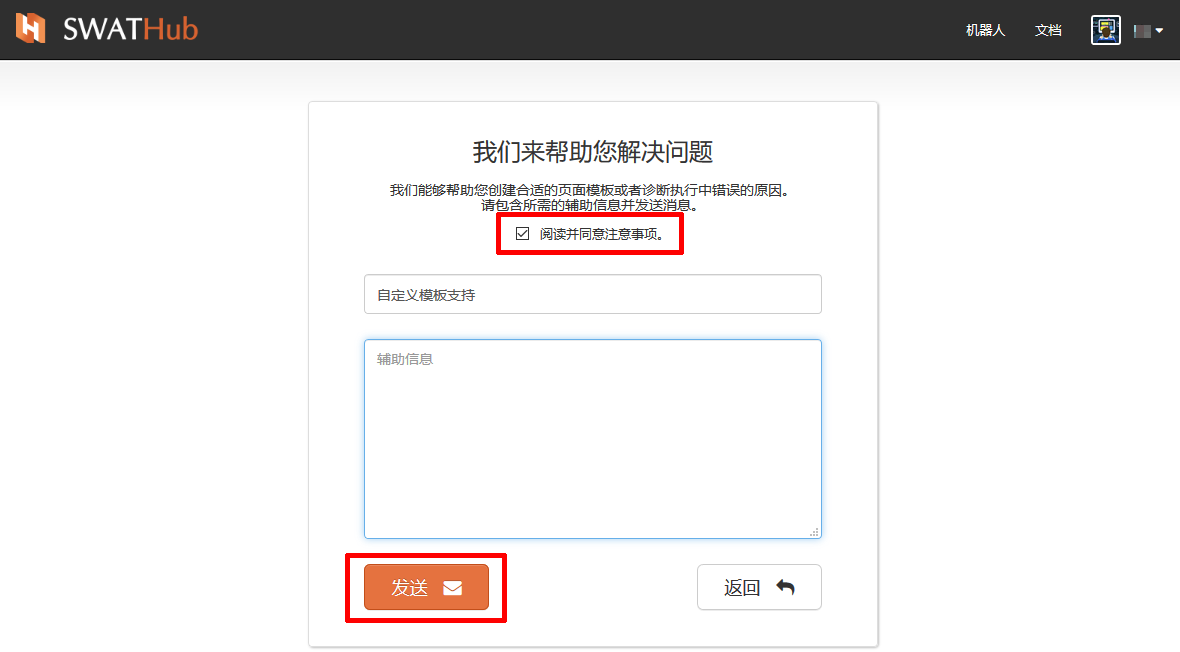 SWATHub
机器人 文档
我们来帮助您解决问题
我们能够帮助您创建合适的页面模板或者诊断执行中错误的原因。
请包含所需的辅助信息并发送消息。
阅读并同意注意事项。
自定义模板支持
辅助信息
发送 返回